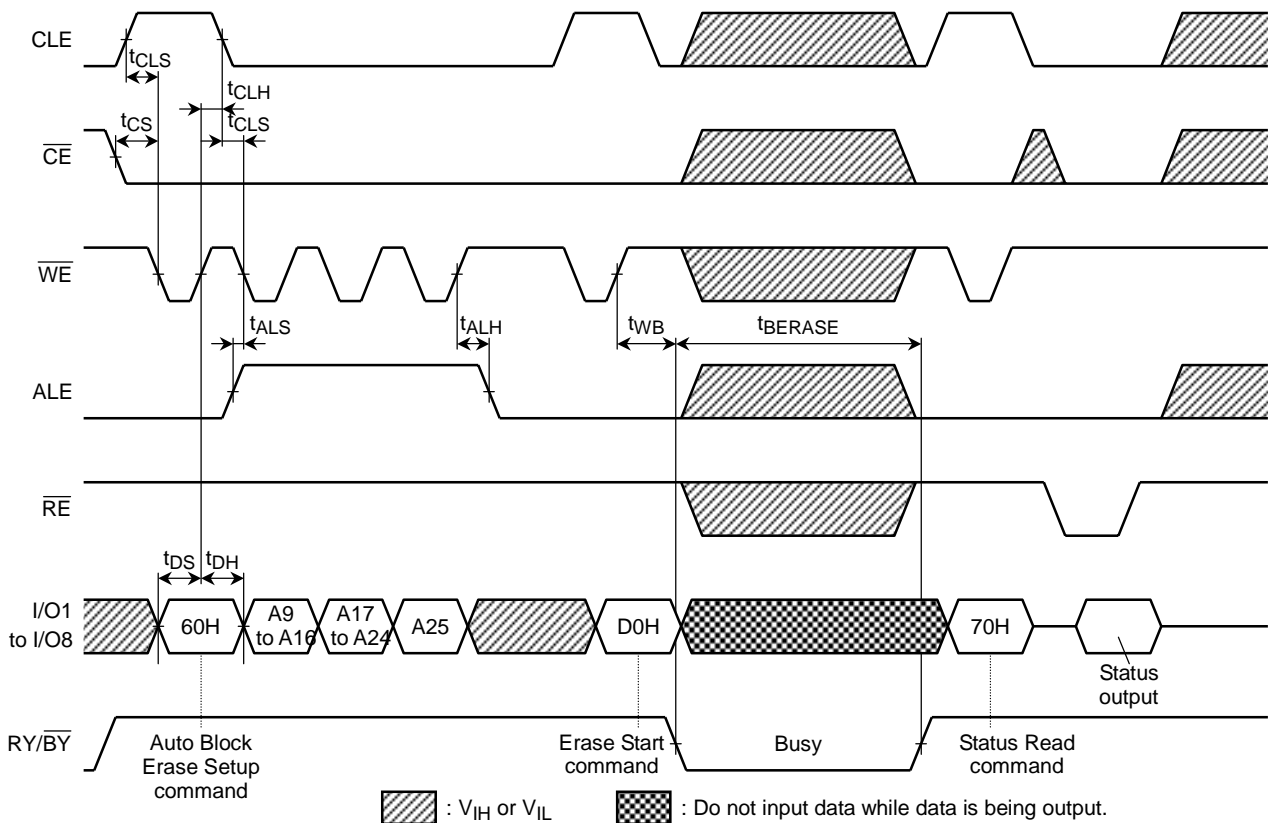 CLE
tCLS
tCLH
tCS
tCLS
CE
WE
tALS
tALH
tWB
tBERASE
ALE
RE
tDS
tDH
I/O1
to I/O8
60H
A9
to A16
A17
to A24
A25
D0H
70H
Status
output
RY/BY
Auto Block
Erase Setup
command
Erase Start
command
Busy
Status Read
command
: VIH or VIL
: Do not input data while data is being output.